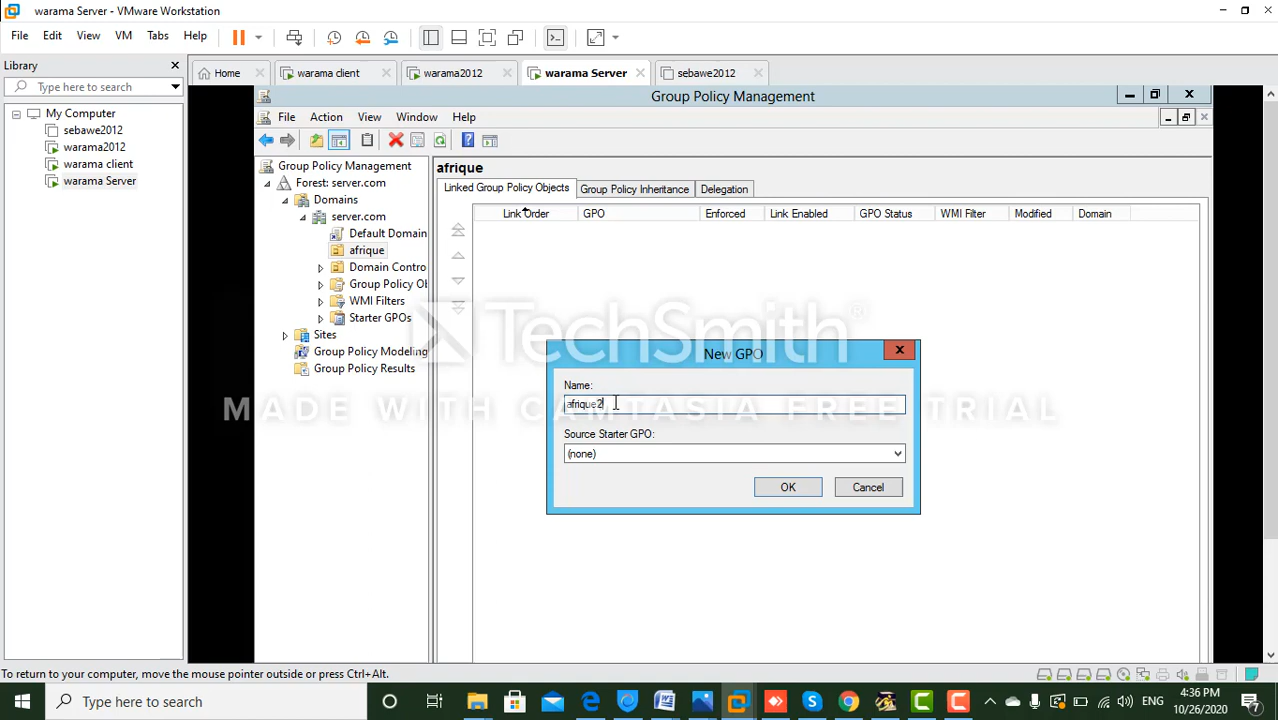 warama Server - VMware Workstation
File Edit View VM Tabs Help
Library
Type here to search
My Computer
sebawe2012
warama2012
warama client
warama Server
Home
warama client
warama2012
warama Server
sebawe2012
Group Policy Management
File Action View Window Help
Group Policy Management
Forest: server.com
Domains
server.com
Default Domain
afrique
Domain Contro
Group Policy Ob
WMI Filters
Starter GPOs
Sites
Group Policy Modeling
Group Policy Results
afrique
Linked Group Policy Objects
Group Policy Inheritance
Delegation
Link Order GPO Enforced Link Enabled GPO Status WMI Filter Modified Domain
TechSmith®
MADE WITH CAMTASIA FREE TRIAL
New GPO
Name:
afrique2
Source Starter GPO:
(none)
OK
Cancel
To return to your computer, move the mouse pointer outside or press Ctrl+Alt.
Type here to search
ENG
4:36 PM
10/26/2020
7